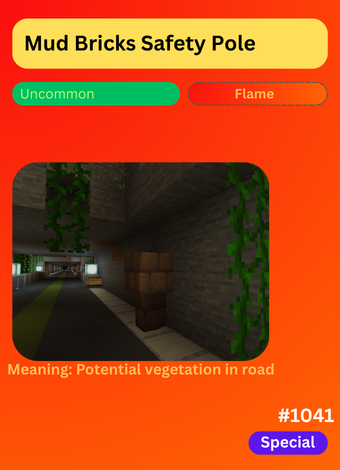 Mud Bricks Safety Pole
Uncommon
Flame
Meaning: Potential vegetation in road
#1041
Special